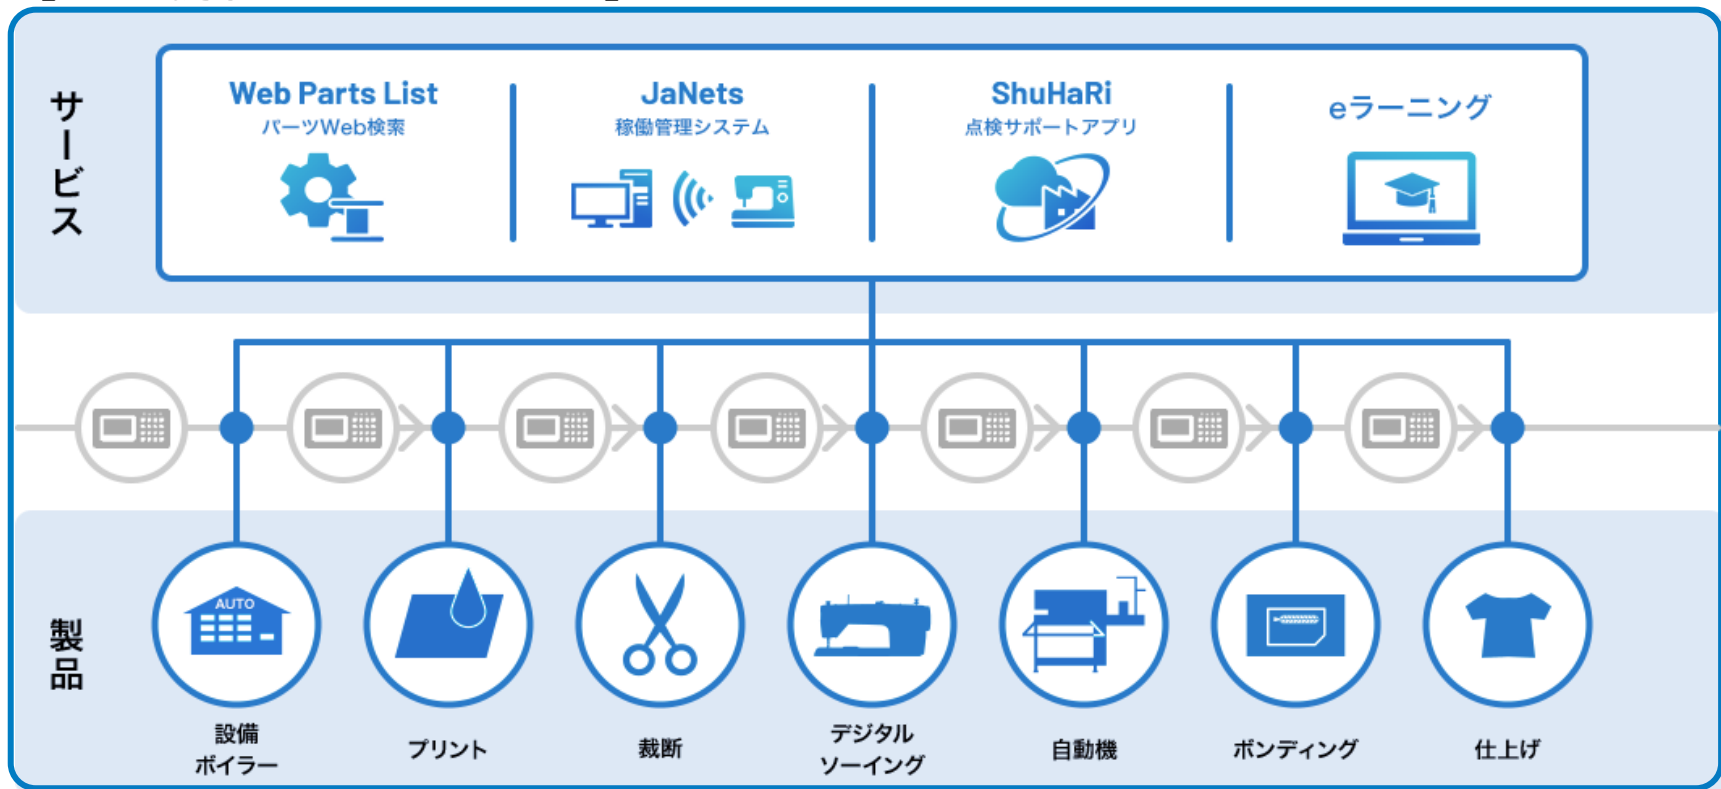 サービス
Web Parts List
パーツWeb検索
JaNets
稼働管理システム
ShuHaRi
点検サポートアプリ
eラーニング
製品
AUTO
設備
ボイラー
プリント
裁断
デジタル
ソーイング
自動機
ボンディング
仕上げ